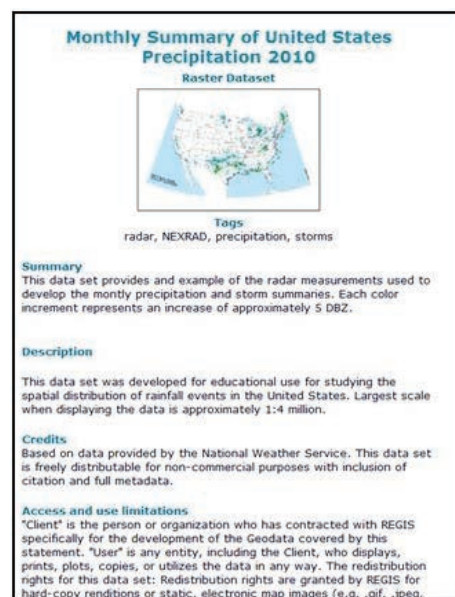 Monthly Summary of United States
Precipitation 2010
Raster Dataset
Tags
radar, NEXRAD, precipitation, storms
Summary
This data set provides and example of the radar measurements used to
develop the montly precipitation and storm summaries. Each color
increment represents an increase of approximately 5 DBZ.
Description
This data set was developed for educational use for studying the
spatial distribution of rainfall events in the United States. Largest scale
when displaying the data is approximately 1:4 million.
Credits
Based on data provided by the National Weather Service. This data set
is freely distributable for non-commercial purposes with inclusion of
citation and full metadata.
Access and use limitations
"Client" is the person or organization who has contracted with REGIS
specifically for the development of the Geodata covered by this
statement. "User" is any entity, including the Client, who displays,
prints, plots, copies, or utilizes the data in any way. The redistribution
rights for this data set: Redistribution rights are granted by REGIS for
hard-copy renditions or static, electronic map images (e.g. .gif, .jpeg,